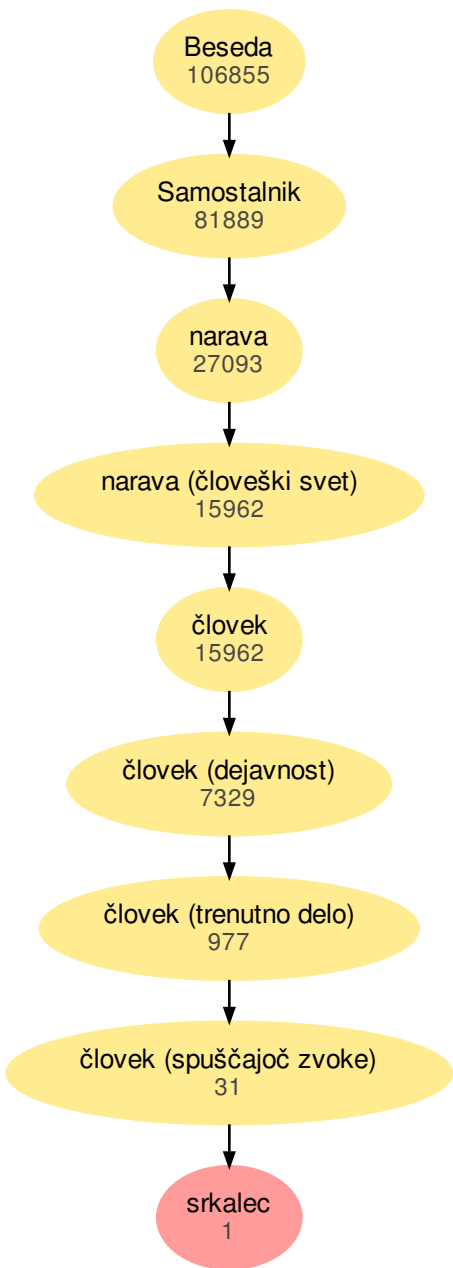 Beseda
106855
Samostalnik
81889
narava
27093
narava (človeški svet)
15962
človek
15962
človek (dejavnost)
7329
človek (trenutno delo)
977
človek (spuščajoč zvoke)
31
srkalec
1